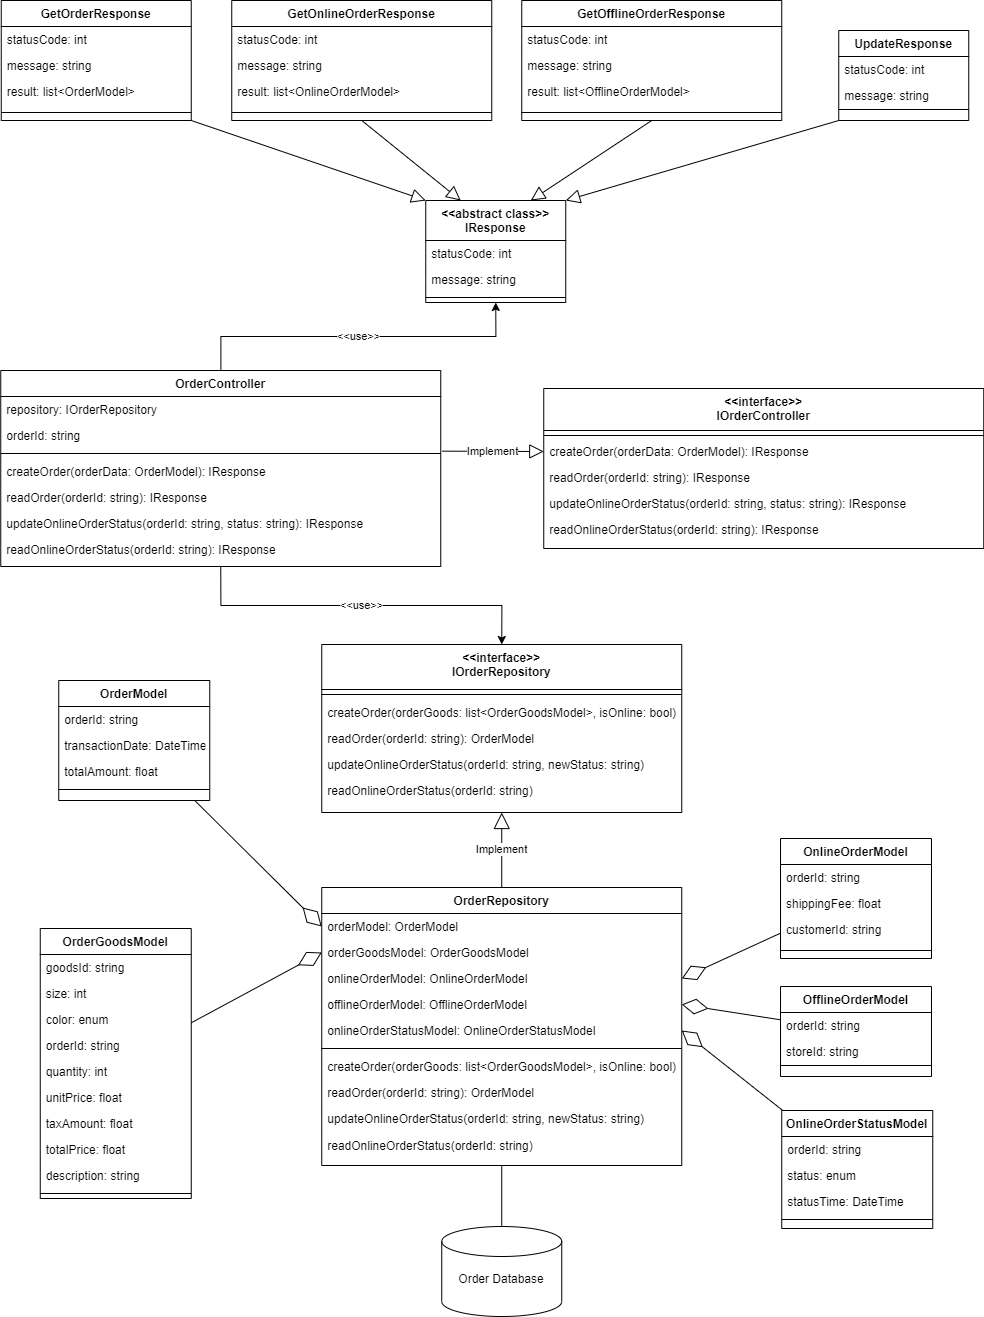 GetOrderResponse
statusCode: int
message: string
result: list<OrderModel>
GetOnlineOrderResponse
statusCode: int
message: string
result: list<OnlineOrderModel>
GetOfflineOrderResponse
statusCode: int
message: string
result: list<OfflineOrderModel>
UpdateResponse
statusCode: int
message: string
<<abstract class>>
IResponse
statusCode: int
message: string
<<use>>
OrderController
repository: IOrderRepository
orderId: string
createOrder(orderData: OrderModel): IResponse
readOrder(orderId: string): IResponse
updateOnlineOrderStatus(orderId: string, status: string): IResponse
readOnlineOrderStatus(orderId: string): IResponse
Implement
<<interface>>
IOrderController
createOrder(orderData: OrderModel): IResponse
readOrder(orderId: string): IResponse
updateOnlineOrderStatus(orderId: string, status: string): IResponse
readOnlineOrderStatus(orderId: string): IResponse
<<use>>
<<interface>>
IOrderRepository
createOrder(orderGoods: list<OrderGoodsModel>, isOnline: bool)
readOrder(orderId: string): OrderModel
updateOnlineOrderStatus(orderId: string, newStatus: string)
readOnlineOrderStatus(orderId: string)
OrderModel
orderId: string
transactionDate: DateTime
totalAmount: float
Implement
OrderRepository
orderModel: OrderModel
orderGoodsModel: OrderGoodsModel
onlineOrderModel: OnlineOrderModel
offlineOrderModel: OfflineOrderModel
onlineOrderStatusModel: OnlineOrderStatusModel
createOrder(orderGoods: list<OrderGoodsModel>, isOnline: bool)
readOrder(orderId: string): OrderModel
updateOnlineOrderStatus(orderId: string, newStatus: string)
readOnlineOrderStatus(orderId: string)
OrderGoodsModel
goodsId: string
size: int
color: enum
orderId: string
quantity: int
unitPrice: float
taxAmount: float
totalPrice: float
description: string
OnlineOrderModel
orderId: string
shippingFee: float
customerId: string
OfflineOrderModel
orderId: string
storeId: string
OnlineOrderStatusModel
orderId: string
status: enum
statusTime: DateTime
Order Database